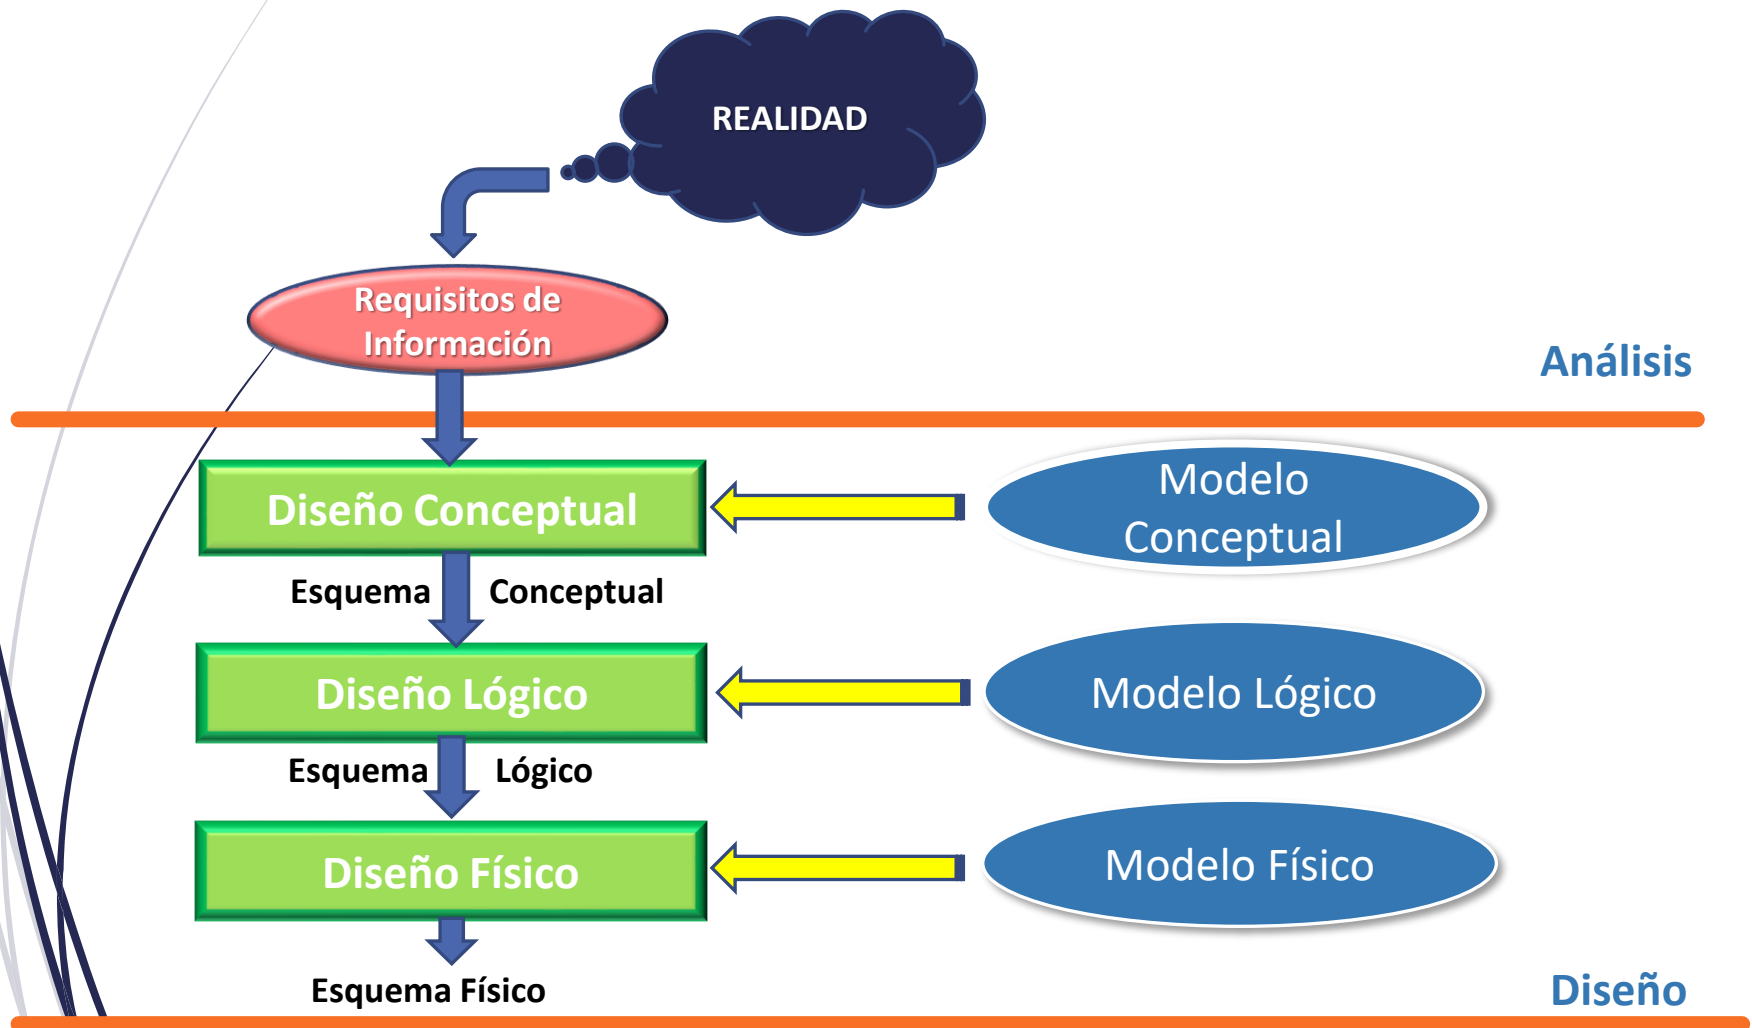 REALIDAD
Requisitos de
Información
Análisis
Diseño Conceptual
Modelo
Conceptual
Esquema Conceptual
Diseño Lógico
Modelo Lógico
Esquema Lógico
Diseño Físico
Modelo Físico
Esquema Físico
Diseño